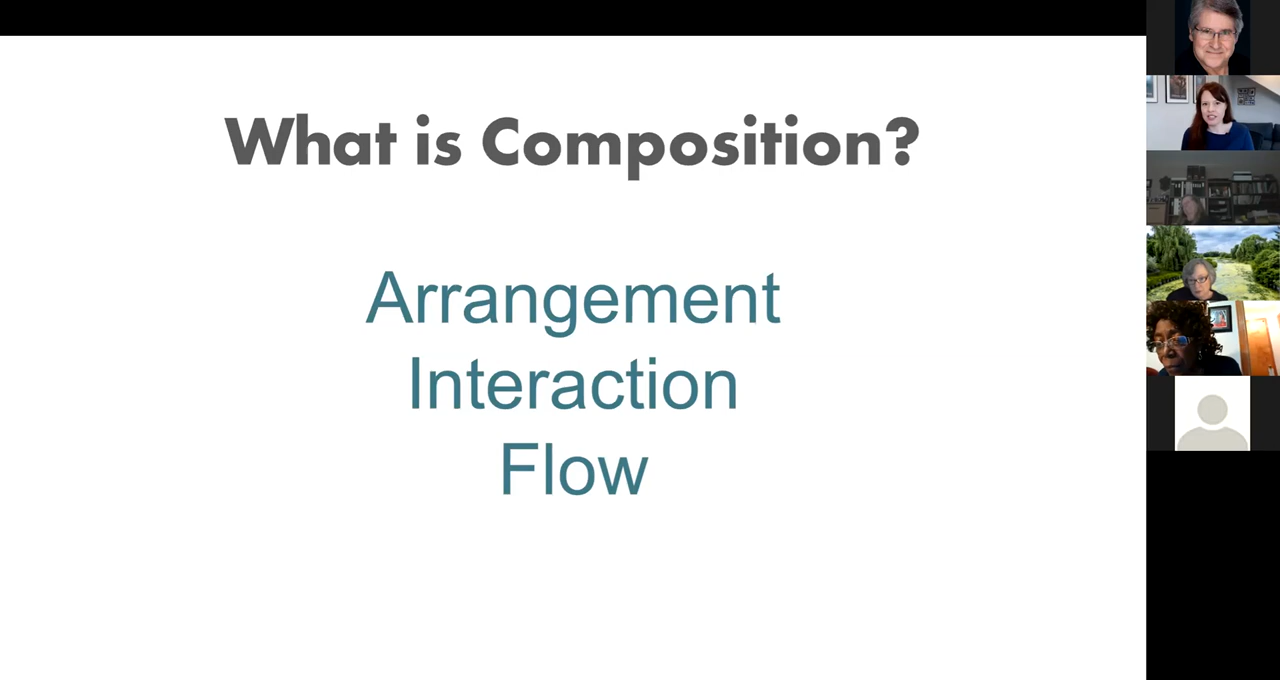 What is Composition?
Arrangement
Interaction
Flow